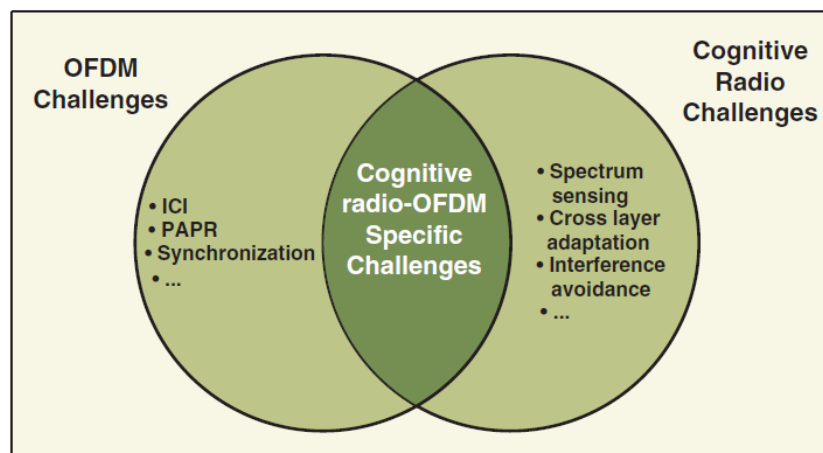 OFDM
Challenges
Cognitive
Radio
Challenges
• ICI
• PAPR
• Synchronization
• ...
Cognitive
radio-OFDM
Specific
Challenges
• Spectrum
sensing
• Cross layer
adaptation
• Interference
avoidance
• ...